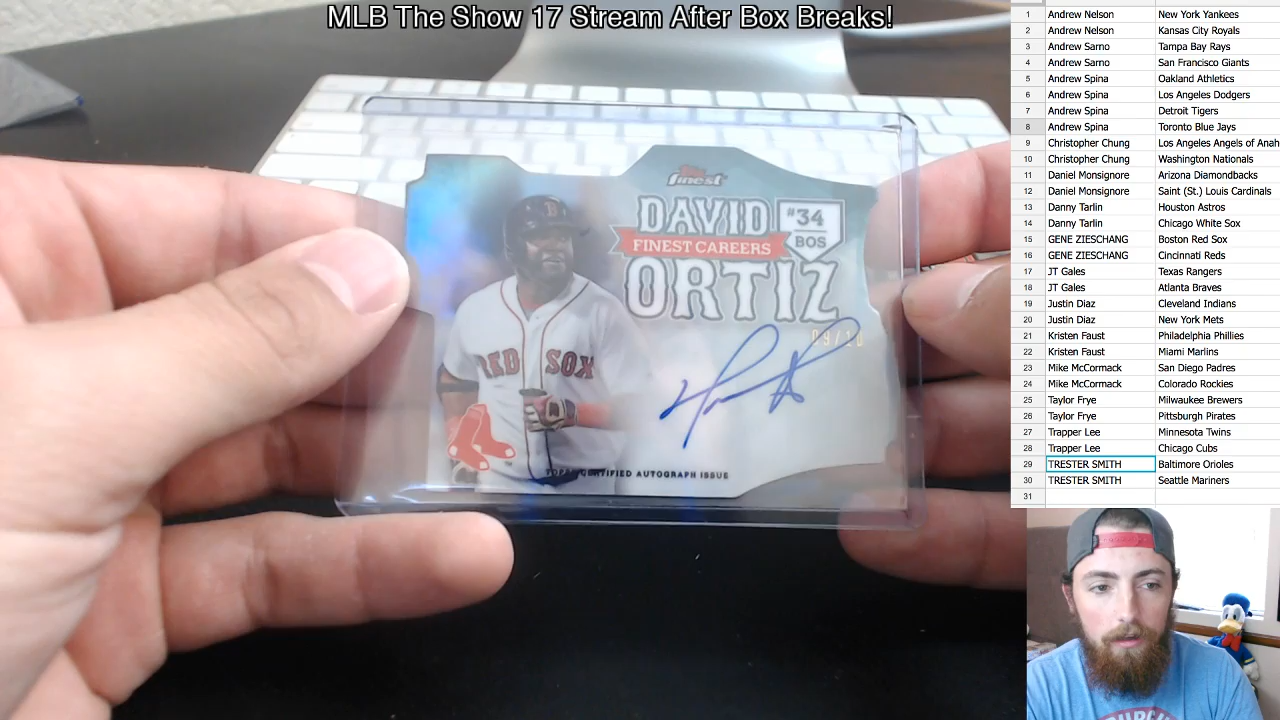 MLB The Show 17 Stream After Box Breaks!
finest
DAVID
#34
BOS
FINEST CAREERS
ORTIZ
09/10
RED SOX
TOPPS CERTIFIED AUTOGRAPH ISSUE
1 Andrew Nelson New York Yankees
2 Andrew Nelson Kansas City Royals
3 Andrew Sarno Tampa Bay Rays
4 Andrew Sarno San Francisco Giants
5 Andrew Spina Oakland Athletics
6 Andrew Spina Los Angeles Dodgers
7 Andrew Spina Detroit Tigers
8 Andrew Spina Toronto Blue Jays
9 Christopher Chung Los Angeles Angels of Anah
10 Christopher Chung Washington Nationals
11 Daniel Monsignore Arizona Diamondbacks
12 Daniel Monsignore Saint (St.) Louis Cardinals
13 Danny Tarlin Houston Astros
14 Danny Tarlin Chicago White Sox
15 GENE ZIESCHANG Boston Red Sox
16 GENE ZIESCHANG Cincinnati Reds
17 JT Gales Texas Rangers
18 JT Gales Atlanta Braves
19 Justin Diaz Cleveland Indians
20 Justin Diaz New York Mets
21 Kristen Faust Philadelphia Phillies
22 Kristen Faust Miami Marlins
23 Mike McCormack San Diego Padres
24 Mike McCormack Colorado Rockies
25 Taylor Frye Milwaukee Brewers
26 Taylor Frye Pittsburgh Pirates
27 Trapper Lee Minnesota Twins
28 Trapper Lee Chicago Cubs
29 TRESTER SMITH Baltimore Orioles
30 TRESTER SMITH Seattle Mariners
31